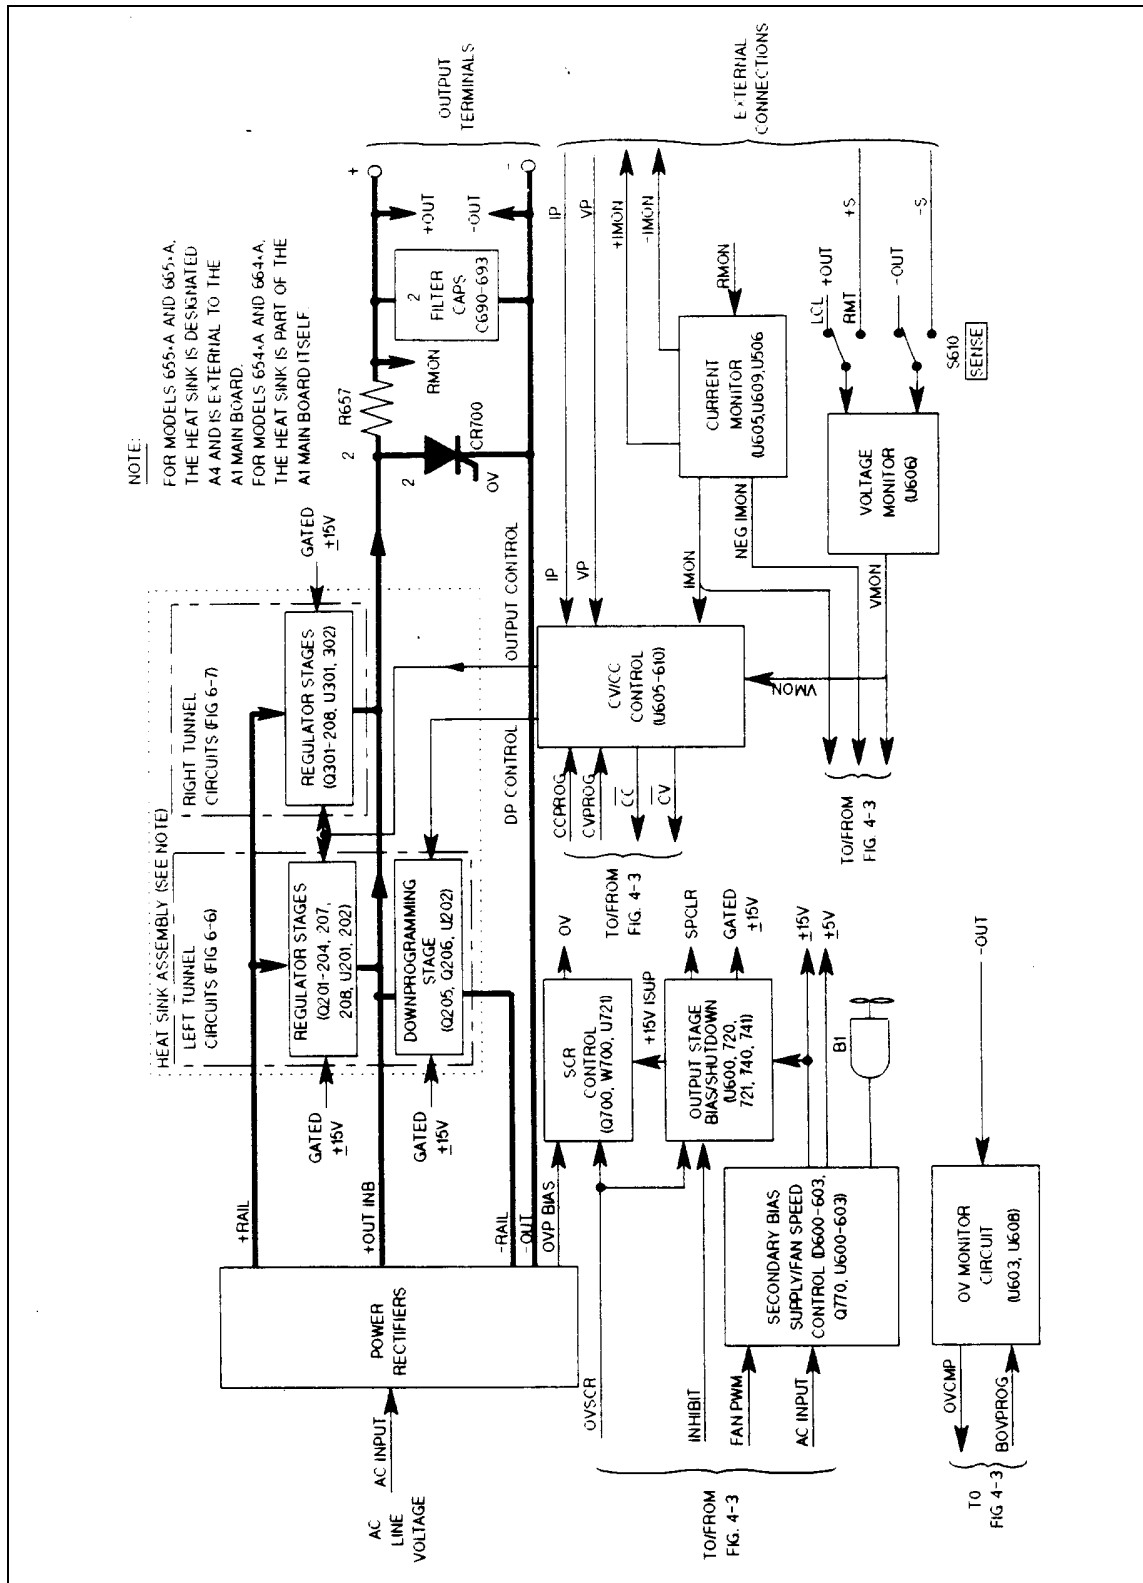 NOTE:
FOR MODELS 655xA AND 665xA,
THE HEAT SINK IS DESIGNATED
A4 AND IS EXTERNAL TO THE
A1 MAIN BOARD.
FOR MODELS 654xA AND 664xA,
THE HEAT SINK IS PART OF THE
A1 MAIN BOARD ITSELF
HEAT SINK ASSEMBLY (SEE NOTE)
LEFT TUNNEL
CIRCUITS (FIG 6-6)
RIGHT TUNNEL
CIRCUITS (FIG 6-7)
GATED
±15V
REGULATOR STAGES
(Q201-204, 207,
208, U201, 202)
REGULATOR STAGES
(Q301-208, U301, 302)
GATED
±15V
GATED
±15V
DOWNPROGRAMMING
STAGE
(Q205, Q206, U202)
AC
LINE
VOLTAGE
AC INPUT
POWER
RECTIFIERS
+RAIL
+OUT INB
-RAIL
-OUT
OVP BIAS
2
R657
RMON
2
CR700
OV
2
FILTER
CAPS
C690-693
+OUT
-OUT
+
-
OUTPUT
TERMINALS
DP CONTROL
OUTPUT CONTROL
OVSCR
INHIBIT
FAN PWM
AC INPUT
TO/FROM
FIG. 4-3
SCR
CONTROL
(Q700, W700, U721)
OV
+15V ISUP
OUTPUT STAGE
BIAS/SHUTDOWN
(U600, 720,
721, 740, 741)
SPCLR
GATED
±15V
SECONDARY BIAS
SUPPLY/FAN SPEED
CONTROL (D600-603,
Q770, U600-603)
±15V
±5V
B1
OV MONITOR
CIRCUIT
(U603, U608)
-OUT
OVCMP
BOVPROG
TO
FIG 4-3
CCPROG
CVPROG
CC
CV
TO/FROM
FIG. 4-3
CV/CC
CONTROL
(U605-610)
IP
VP
IMON
VMON
NEG IMON
VMON
TO/FROM
FIG. 4-3
CURRENT
MONITOR
(U605,U609,U506
RMON
VOLTAGE
MONITOR
(U606)
LCL
+OUT
RMT
-OUT
S610
SENSE
IP
VP
+IMON
-IMON
+S
-S
EXTERNAL
CONNECTIONS